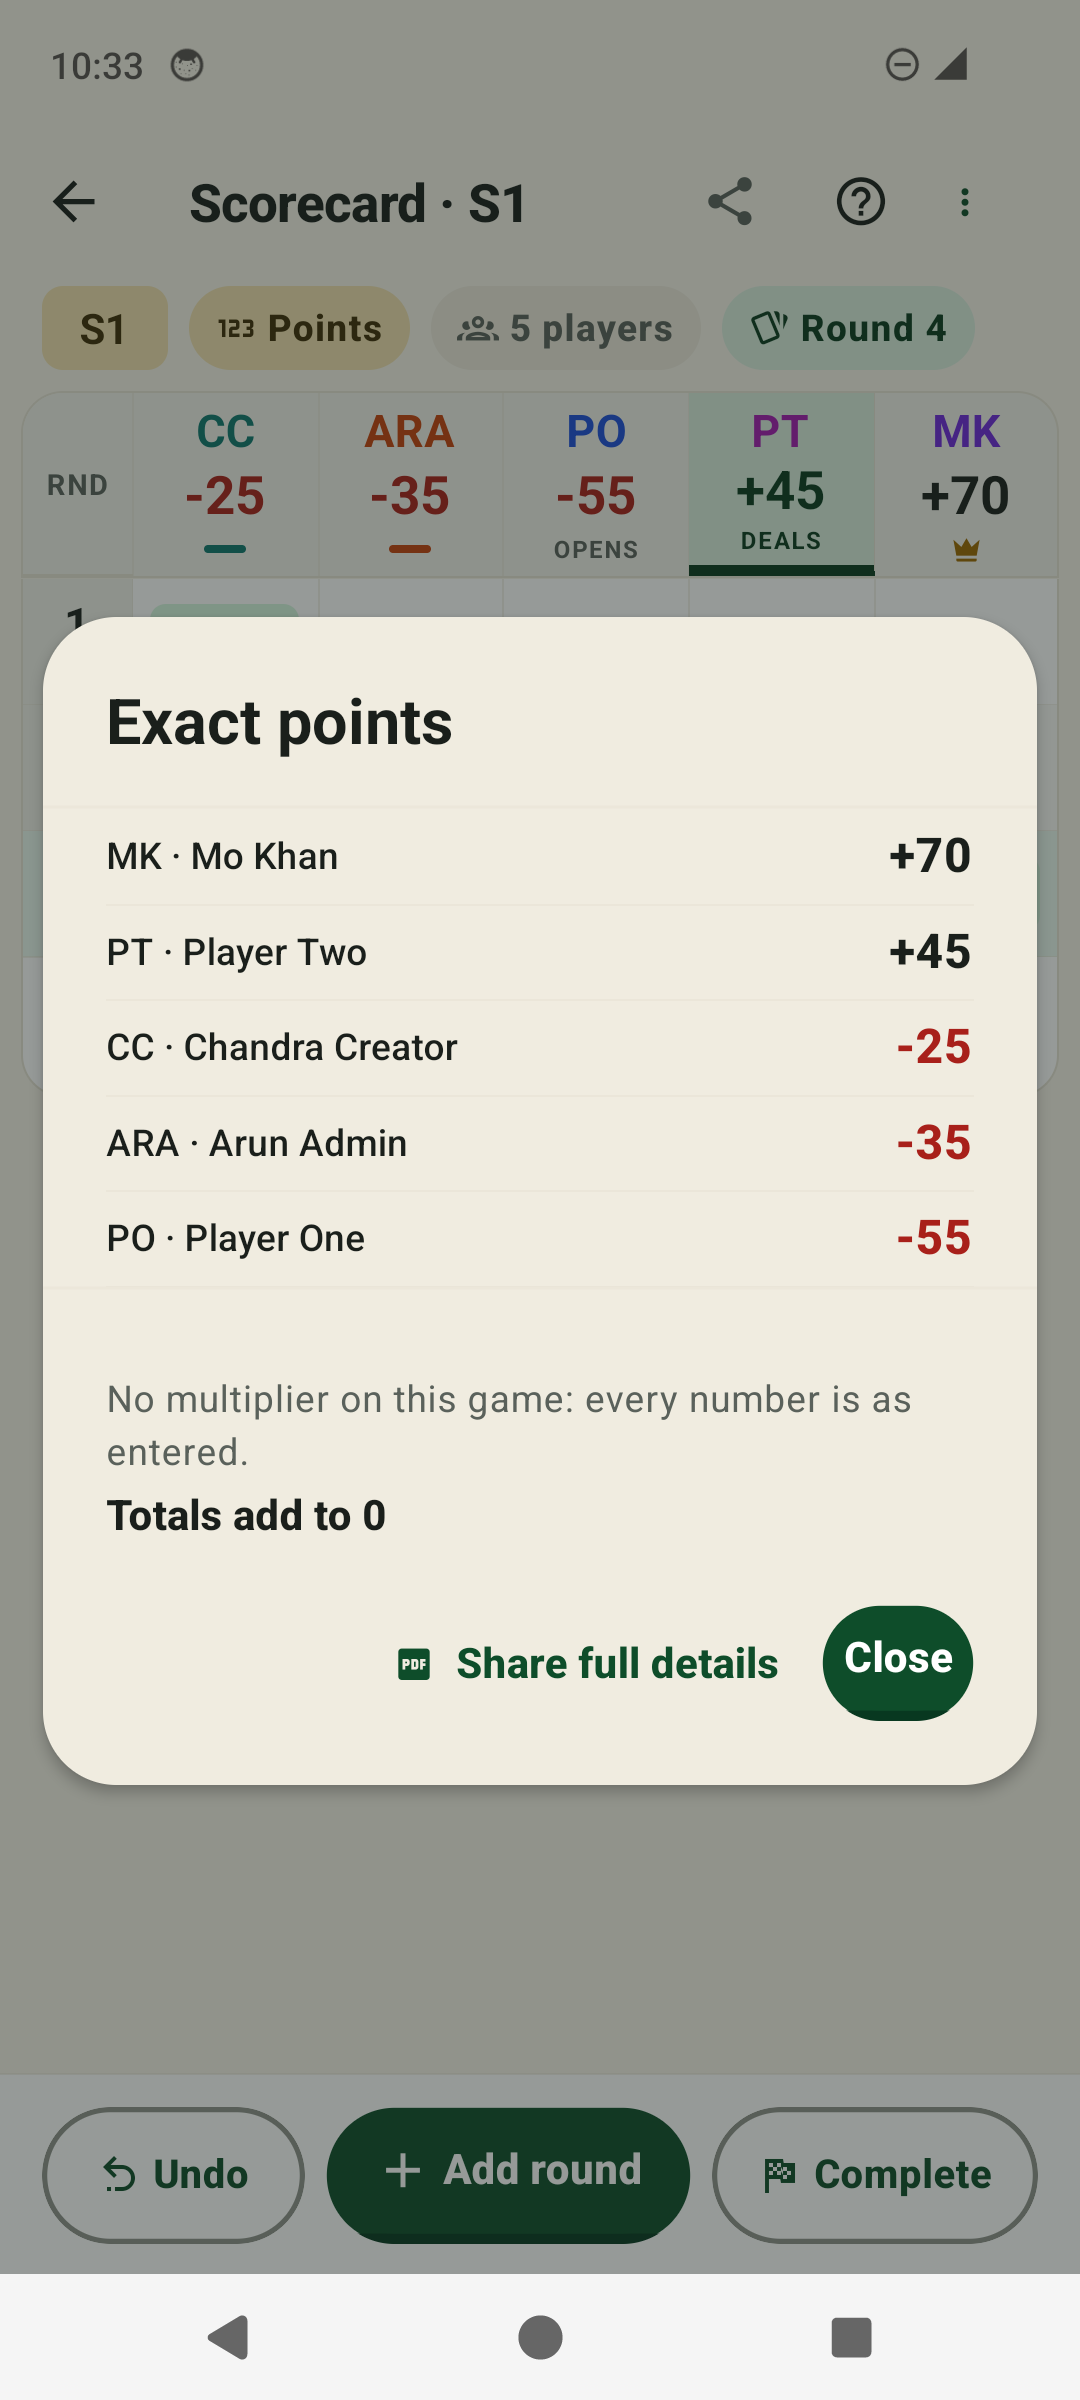 10:33
Scorecard · S1
S1
123 Points
5 players
Round 4
RND
CC
-25
ARA
-35
PO
-55
OPENS
PT
+45
DEALS
MK
+70
1
Exact points
MK · Mo Khan
+70
PT · Player Two
+45
CC · Chandra Creator
-25
ARA · Arun Admin
-35
PO · Player One
-55
No multiplier on this game: every number is as
entered.
Totals add to 0
PDF Share full details
Close
Undo
Add round
Complete